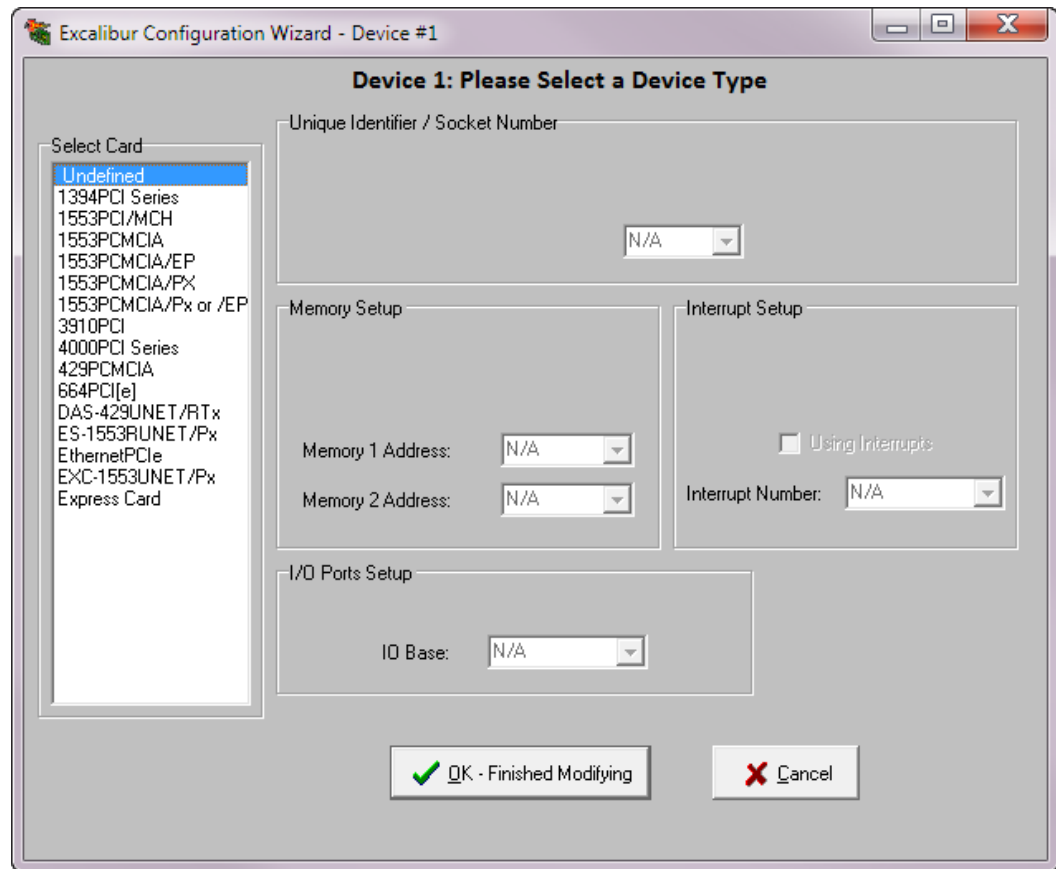 Excalibur Configuration Wizard - Device #1
Device 1: Please Select a Device Type
Select Card
Undefined
1394PCI Series
1553PCI/MCH
1553PCMCIA
1553PCMCIA/EP
1553PCMCIA/PX
1553PCMCIA/Px or /EP
3910PCI
4000PCI Series
429PCMCIA
664PCI[e]
DAS-429UNET/RTx
ES-1553RUNET/Px
EthernetPCIe
EXC-1553UNET/Px
Express Card
Unique Identifier / Socket Number
N/A
Memory Setup
Memory 1 Address: N/A
Memory 2 Address: N/A
Interrupt Setup
Using Interrupts
Interrupt Number: N/A
I/O Ports Setup
IO Base: N/A
OK - Finished Modifying
Cancel